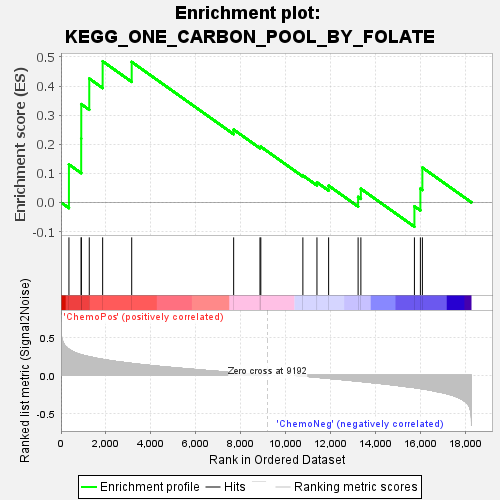 Enrichment plot:
KEGG_ONE_CARBON_POOL_BY_FOLATE
Enrichment score (ES)
0.5
0.4
0.3
0.2
0.1
0.0
-0.1
'ChemoPos' (positively correlated)
Ranked list metric (Signal2Noise)
0.5
0.0
-0.5
Zero cross at 9192
'ChemoNeg' (negatively correlated)
0 2,000 4,000 6,000 8,000 10,000 12,000 14,000 16,000 18,000
Rank in Ordered Dataset
Enrichment profile Hits Ranking metric scores